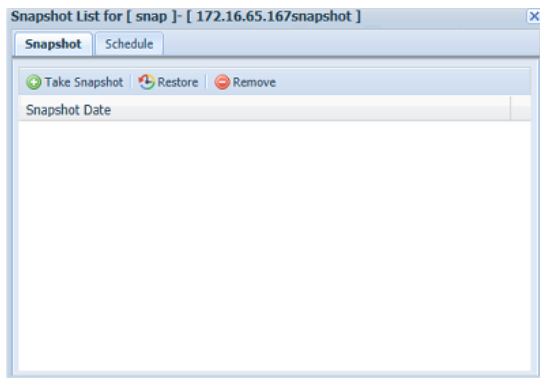 Snapshot List for [ snap ]- [ 172.16.65.167snapshot ]
Snapshot Schedule
Take Snapshot Restore Remove
Snapshot Date